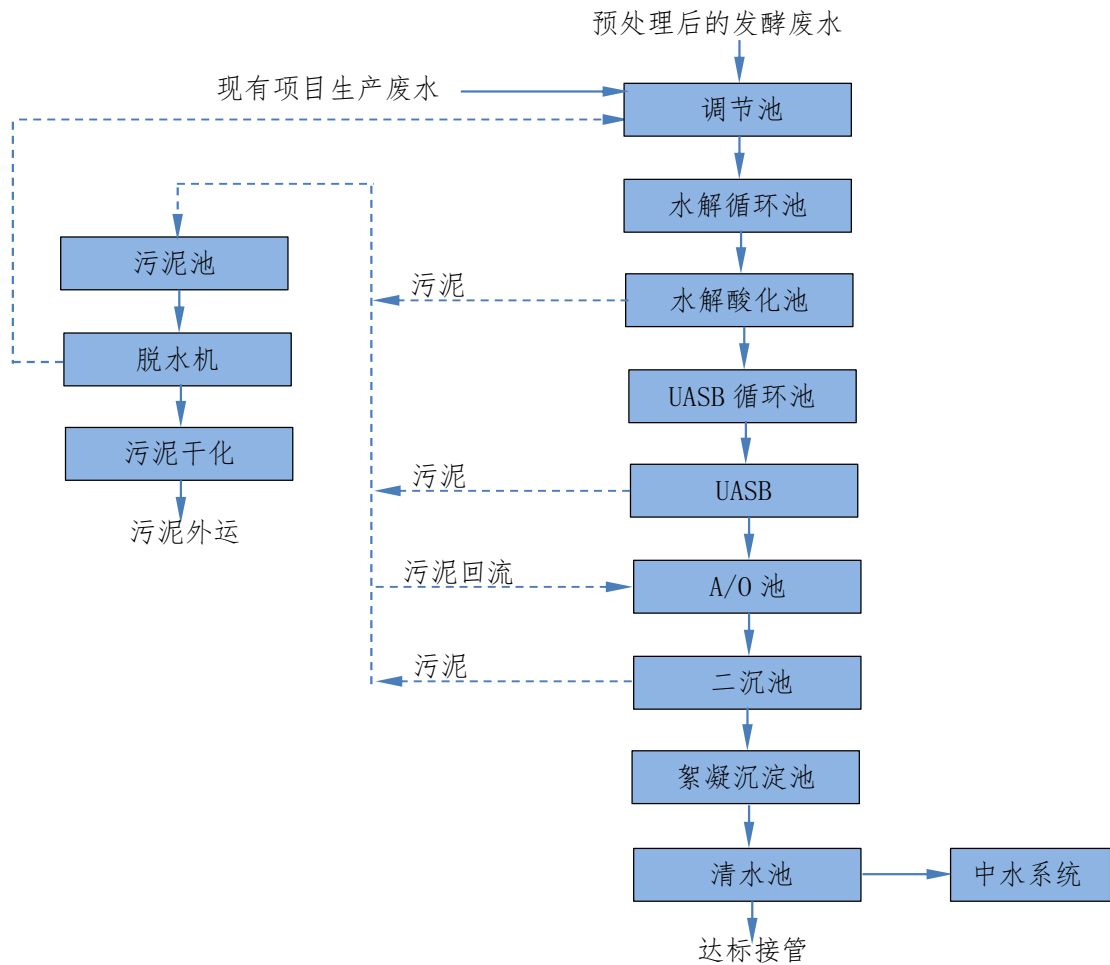 预处理后的发酵废水
现有项目生产废水
调节池
水解循环池
污泥池
污泥
水解酸化池
脱水机
UASB 循环池
污泥干化
污泥
UASB
污泥外运
污泥回流
A/O 池
污泥
二沉池
絮凝沉淀池
清水池
中水系统
达标接管